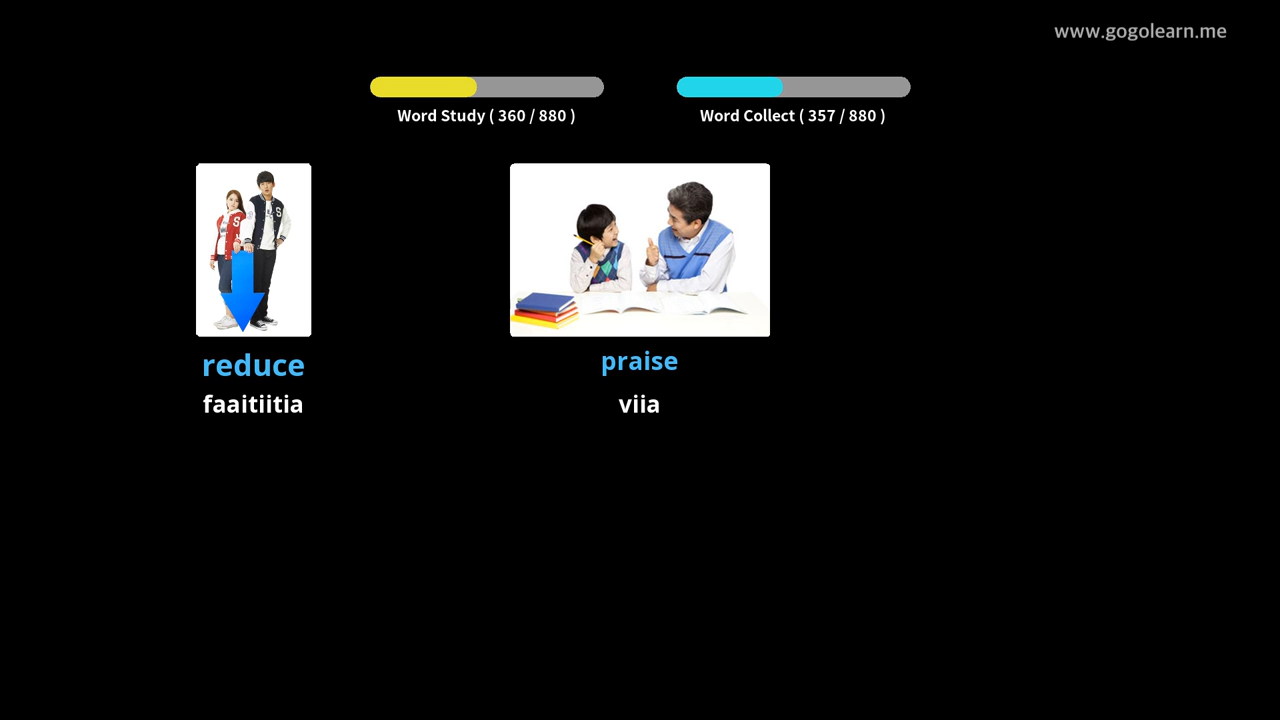 www.gogolearn.me
Word Study ( 360 / 880 )
Word Collect ( 357 / 880 )
S
S
reduce
faaitiitia
praise
viia